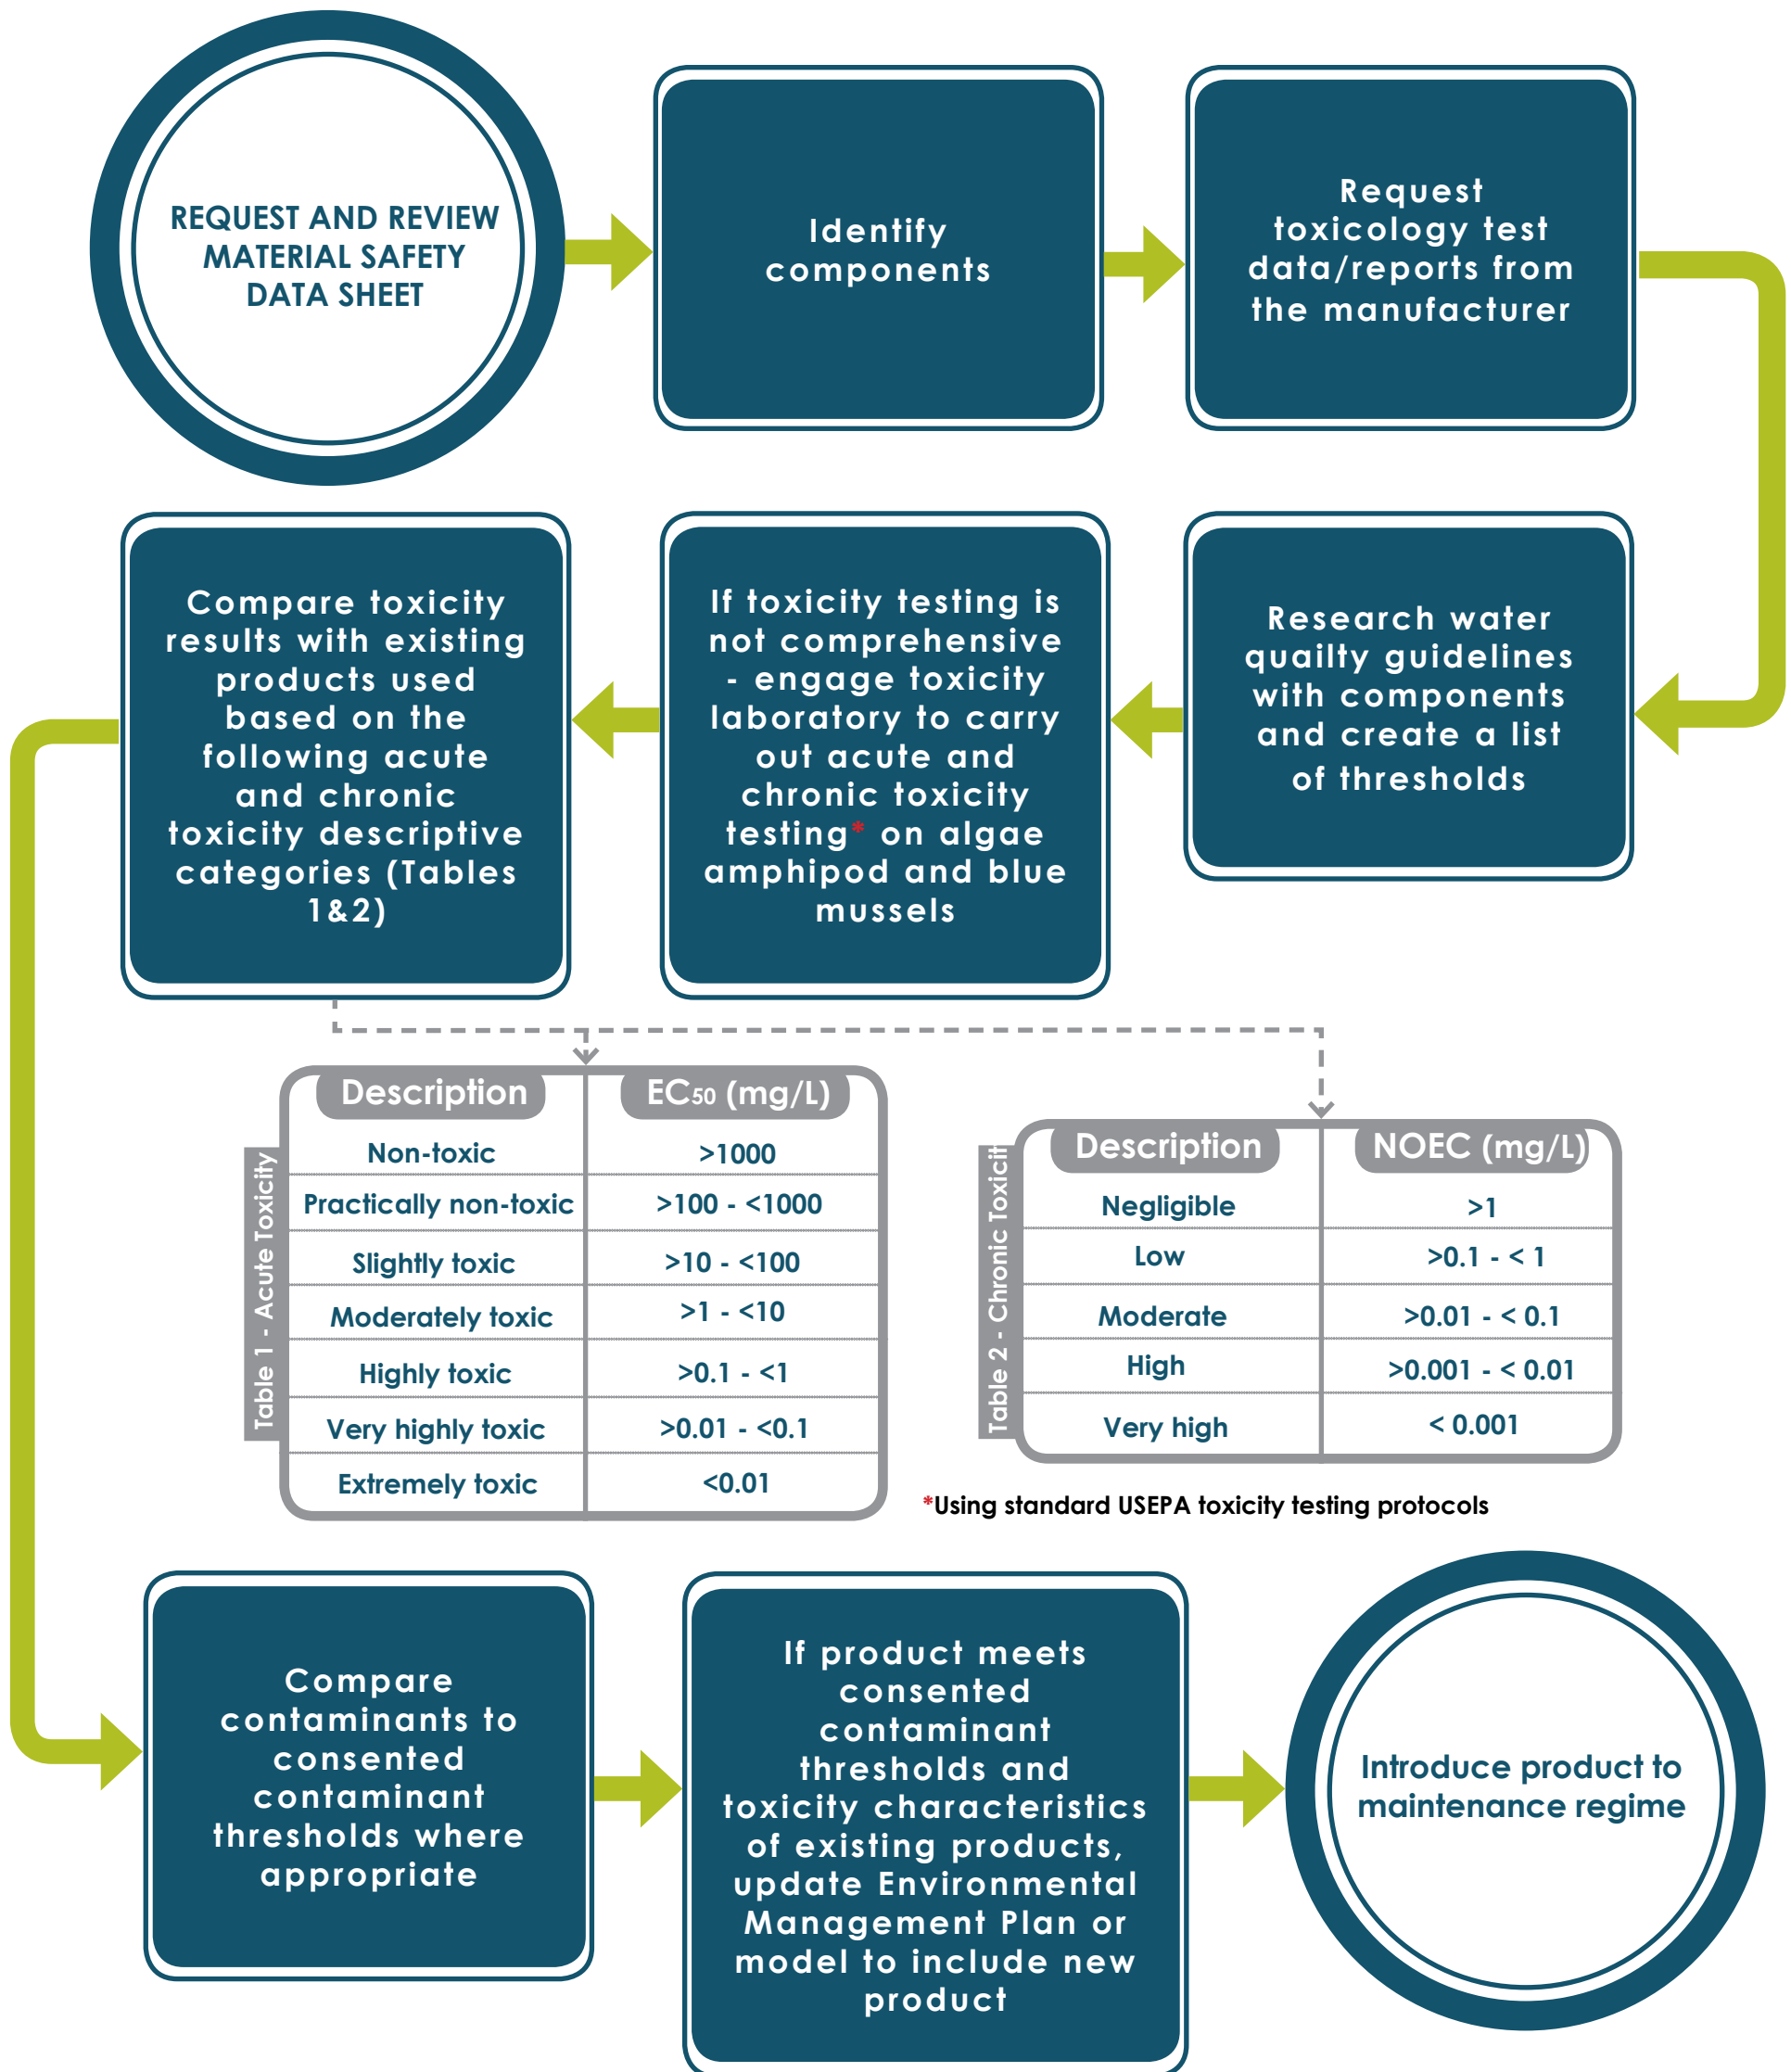 REQUEST AND REVIEW
MATERIAL SAFETY
DATA SHEET
Identify
components
Request
toxicology test
data/reports from
the manufacturer
Research water
quailty guidelines
with components
and create a list
of thresholds
If toxicity testing is
not comprehensive
- engage toxicity
laboratory to carry
out acute and
chronic toxicity
testing* on algae
amphipod and blue
mussels
Compare toxicity
results with existing
products used
based on the
following acute
and chronic
toxicity descriptive
categories (Tables
1&2)
Table 1 - Acute Toxicity
Description EC50 (mg/L)
Non-toxic >1000
Practically non-toxic >100 - <1000
Slightly toxic >10 - <100
Moderately toxic >1 - <10
Highly toxic >0.1 - <1
Very highly toxic >0.01 - <0.1
Extremely toxic <0.01
Table 2 - Chronic Toxicit
Description NOEC (mg/L)
Negligible >1
Low >0.1 - < 1
Moderate >0.01 - < 0.1
High >0.001 - < 0.01
Very high < 0.001
*Using standard USEPA toxicity testing protocols
Compare
contaminants to
consented
contaminant
thresholds where
appropriate
If product meets
consented
contaminant
thresholds and
toxicity characteristics
of existing products,
update Environmental
Management Plan or
model to include new
product
Introduce product to
maintenance regime